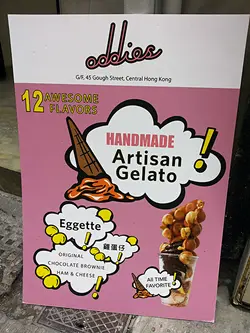 oddies
G/F, 45 Gough Street, Central Hong Kong
12 AWESOME
FLAVORS
HANDMADE
Artisan
Gelato
Eggette
雞蛋仔
ORIGINAL
CHOCOLATE BROWNIE
HAM & CHEESE
All TIME
FAVORITE